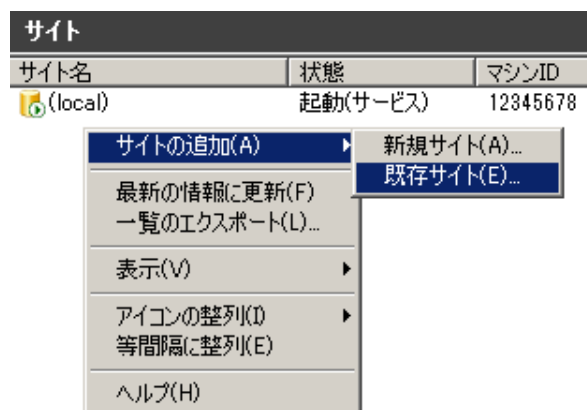 サイト
サイト名 状態 マシンID
(local) 起動(サービス) 12345678
サイトの追加(A)
新規サイト(A)...
既存サイト(E)...
最新の情報に更新(F)
一覧のエクスポート(L)...
表示(V)
アイコンの整列(I)
等間隔に整列(E)
ヘルプ(H)